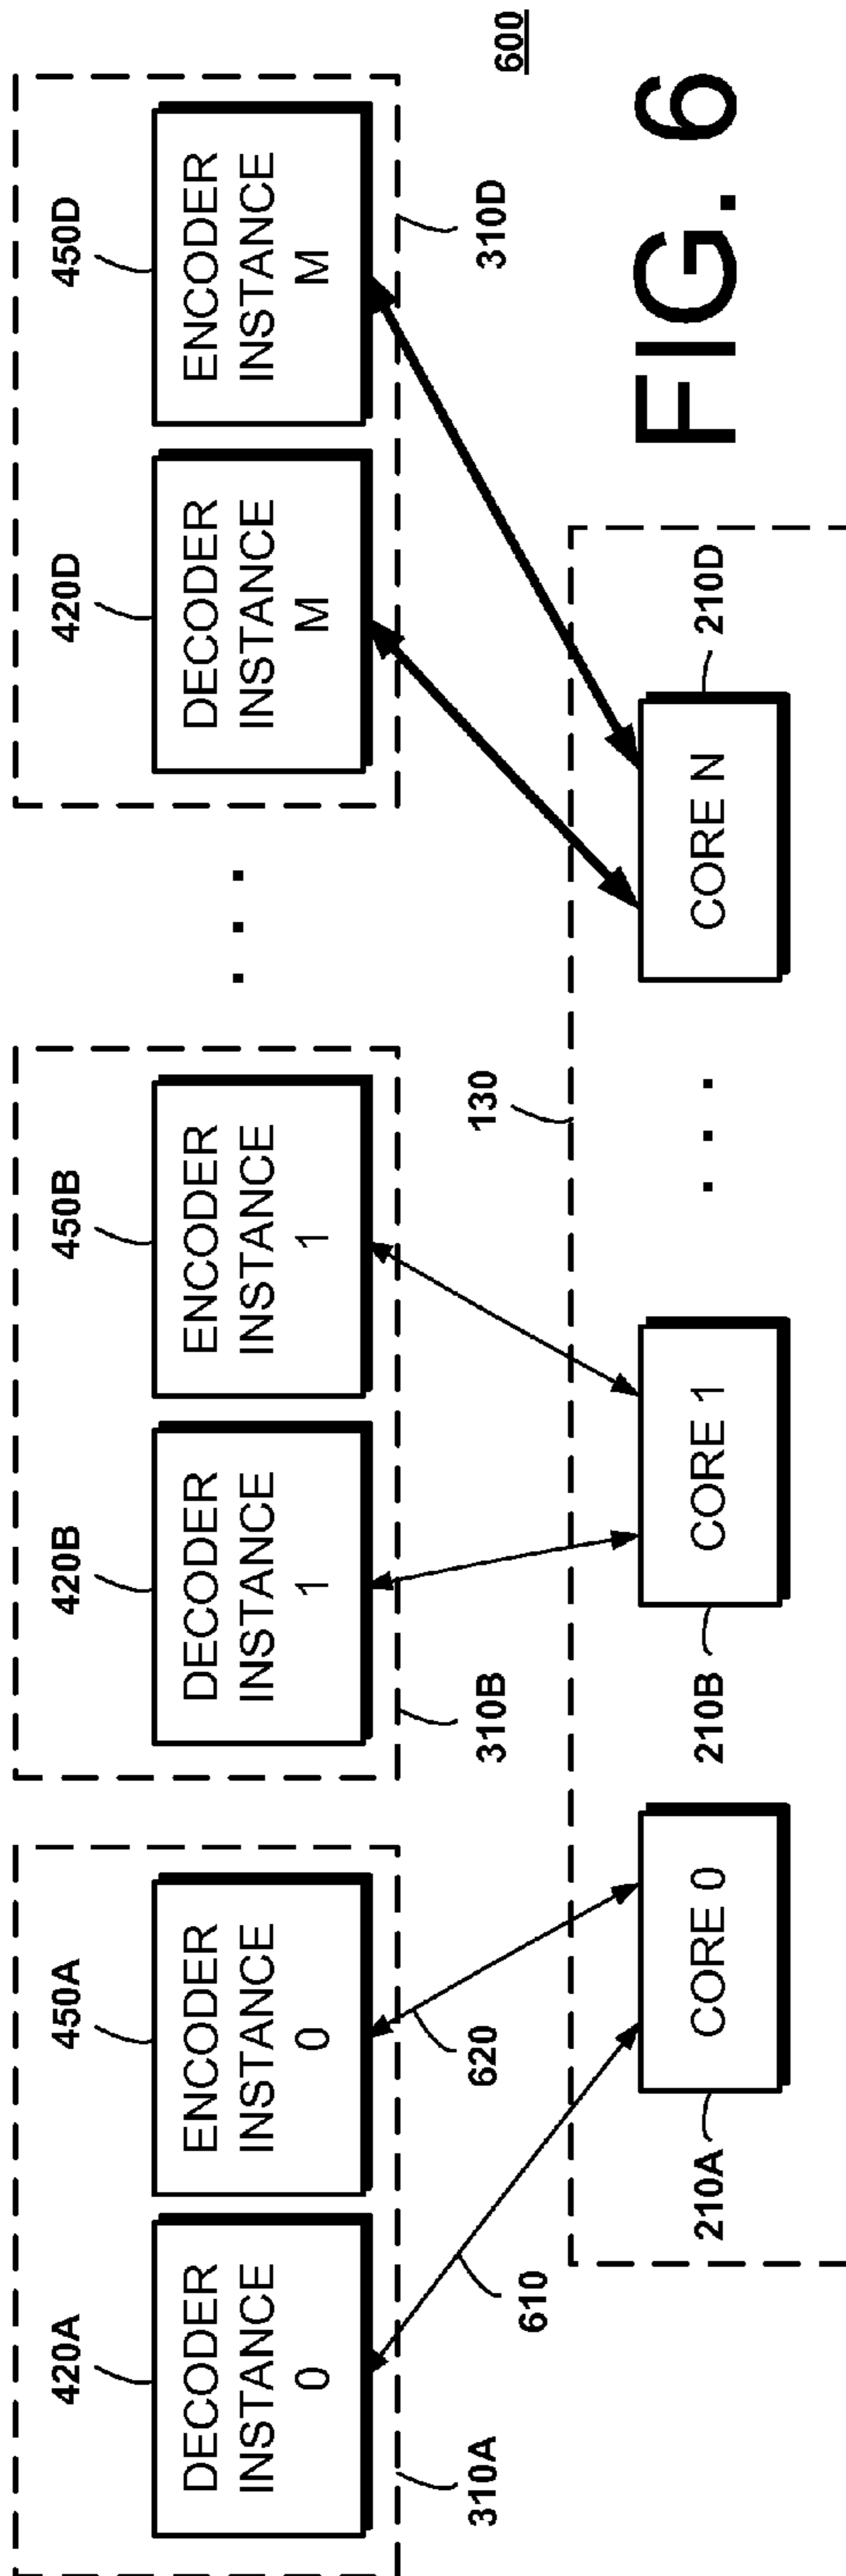 420A
450A
420B
450B
420D
450D
DECODER
INSTANCE
0
ENCODER
INSTANCE
0
DECODER
INSTANCE
1
ENCODER
INSTANCE
1
. . .
DECODER
INSTANCE
M
ENCODER
INSTANCE
M
310A
610
620
310B
130
310D
600
CORE 0
CORE 1
. . .
CORE N
210A
210B
210D
FIG. 6